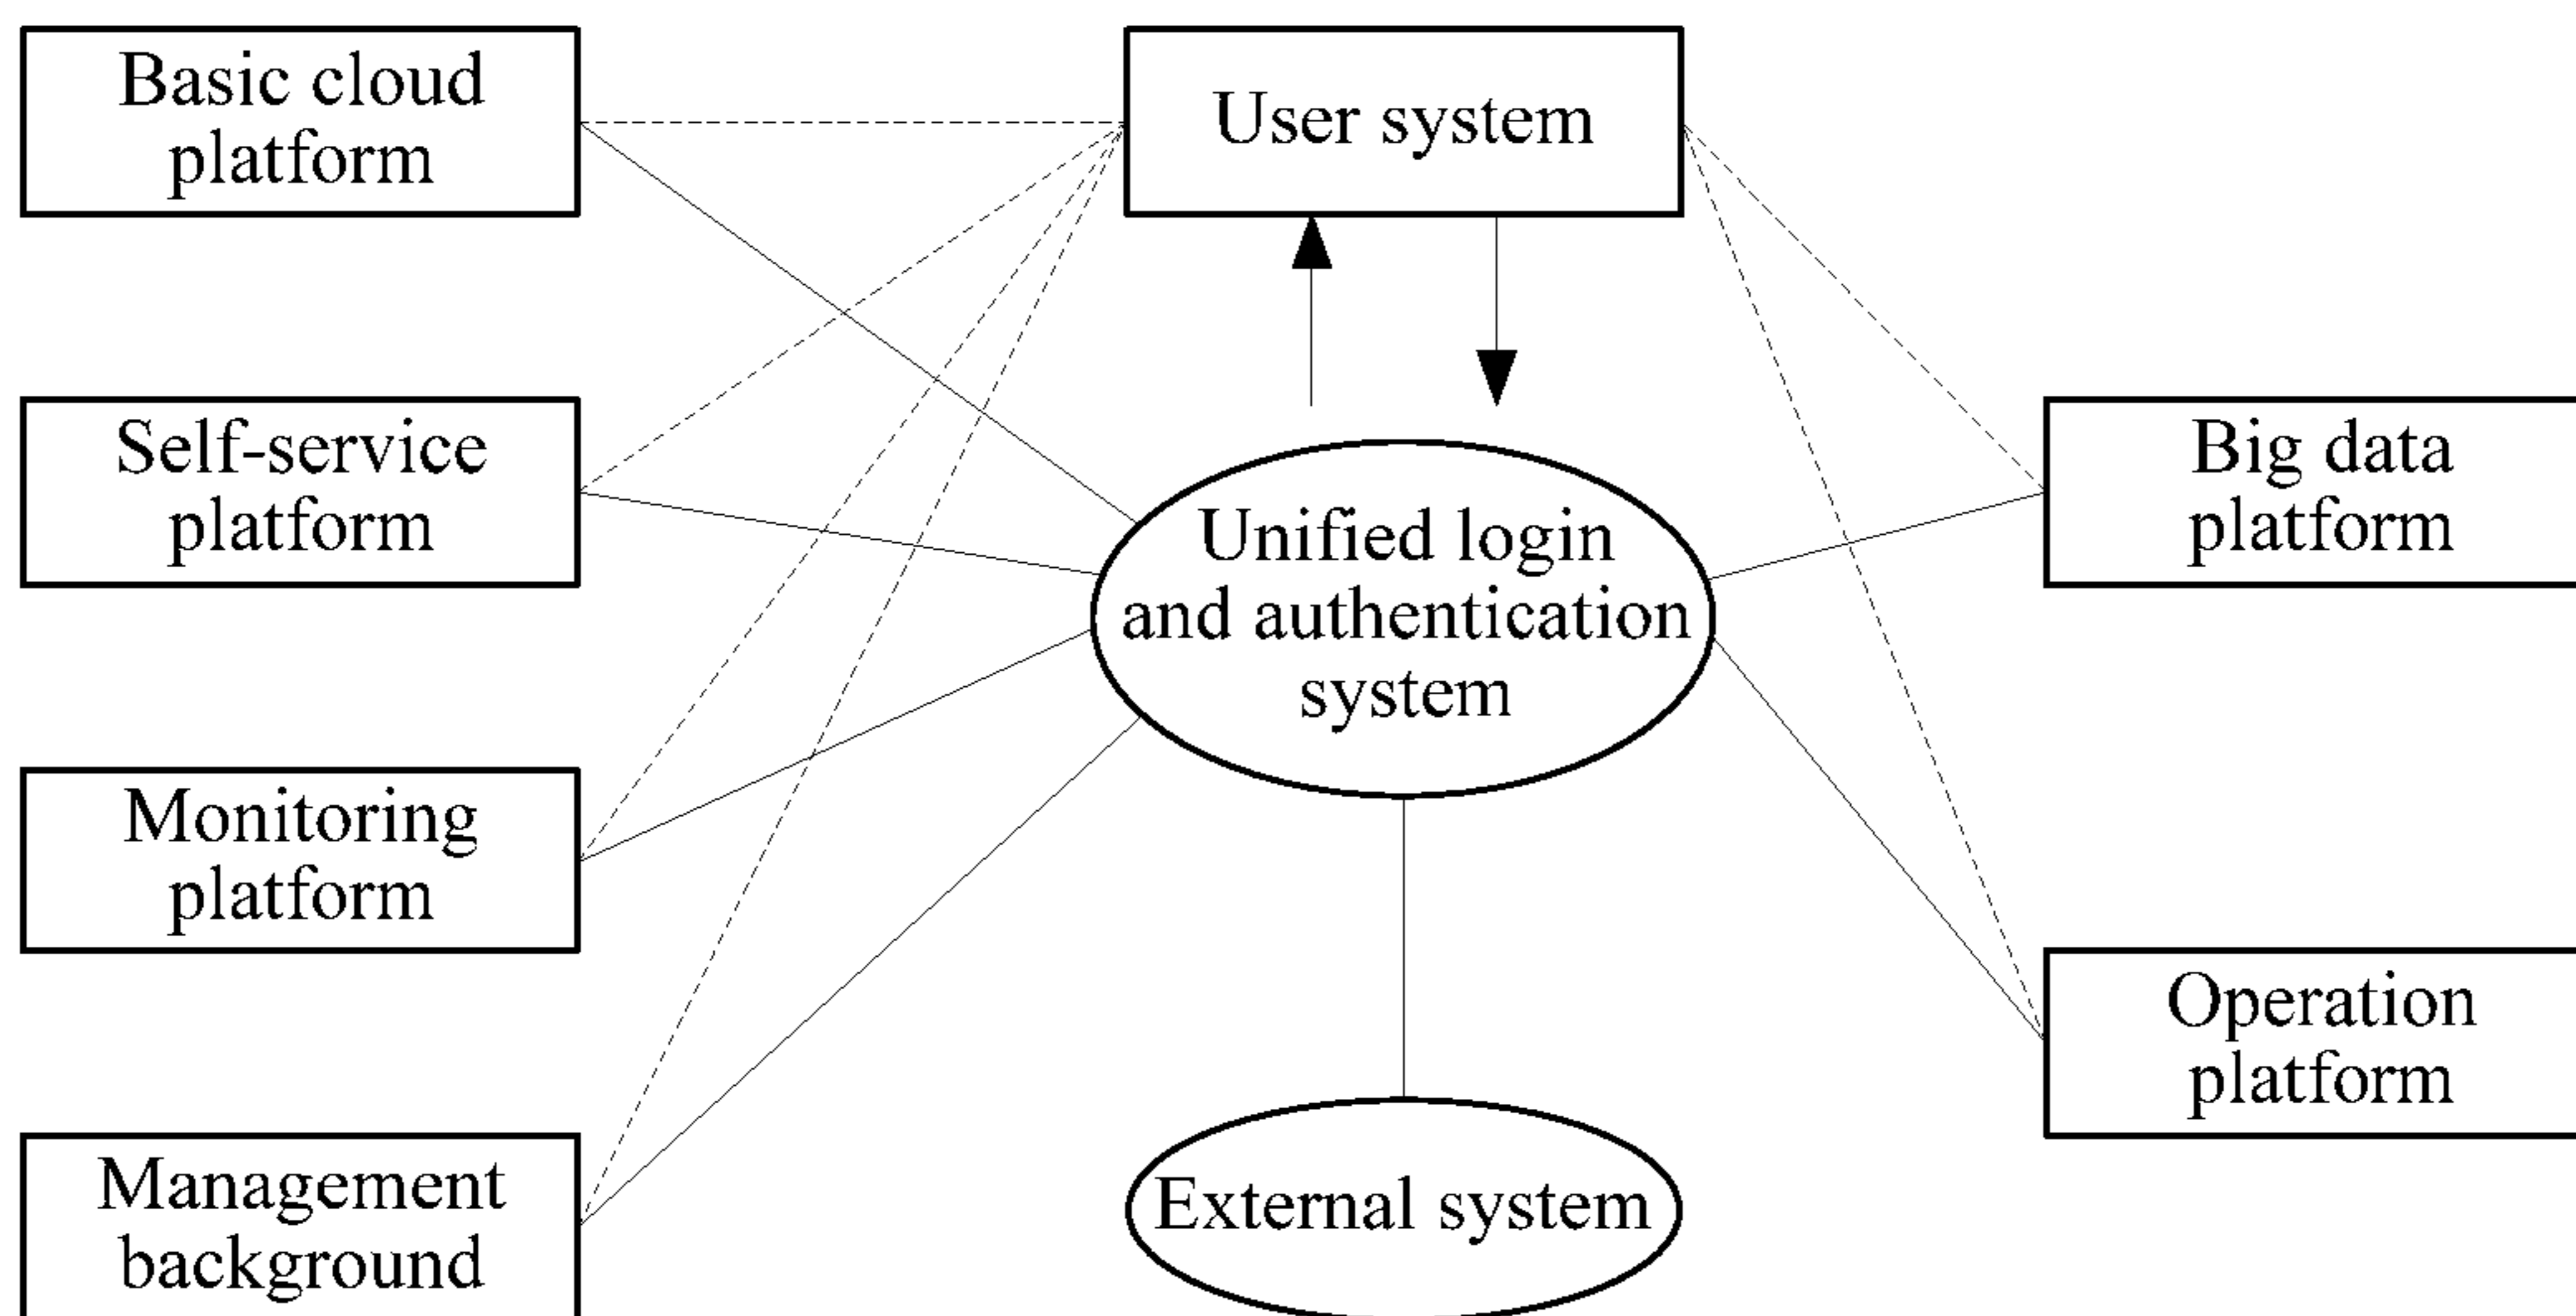 Basic cloud
platform
User system
Self-service
platform
Big data
platform
Unified login
and authentication
system
Monitoring
platform
Operation
platform
Management
background
External system